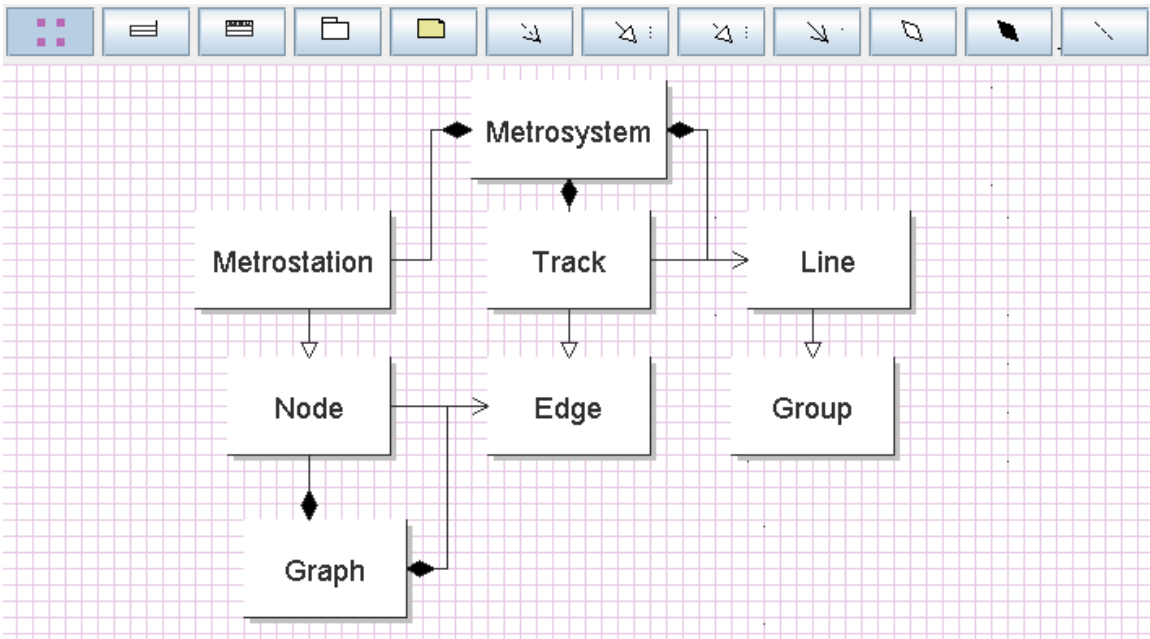 Metrosystem
Metrostation
Track
Line
Node
Edge
Group
Graph